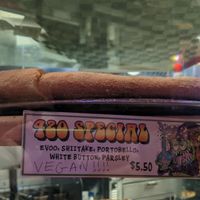 420 SPECIAL
EVOO, SHIITAKE, PORTOBELLO,
WHITE BUTTON, PARSLEY
VEGAN!!!! $5.50